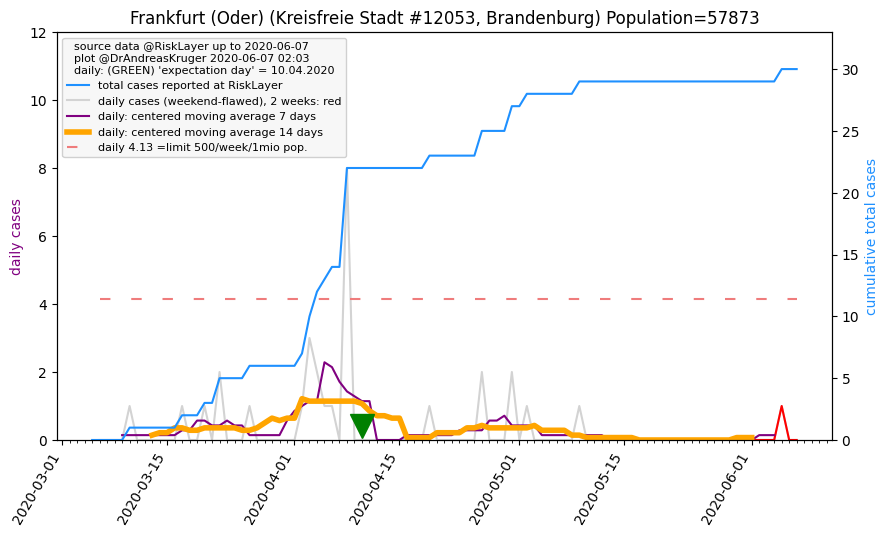 Frankfurt (Oder) (Kreisfreie Stadt #12053, Brandenburg) Population=57873
source data @RiskLayer up to 2020-06-07
plot @DrAndreasKruger 2020-06-07 02:03
daily: (GREEN) 'expectation day' = 10.04.2020
total cases reported at RiskLayer
daily cases (weekend-flawed), 2 weeks: red
daily: centered moving average 7 days
daily: centered moving average 14 days
daily 4.13 =limit 500/week/1mio pop.
daily cases
12
10
8
6
4
2
0
cumulative total cases
30
25
20
15
10
5
0
2020-03-01
2020-03-15
2020-04-01
2020-04-15
2020-05-01
2020-05-15
2020-06-01